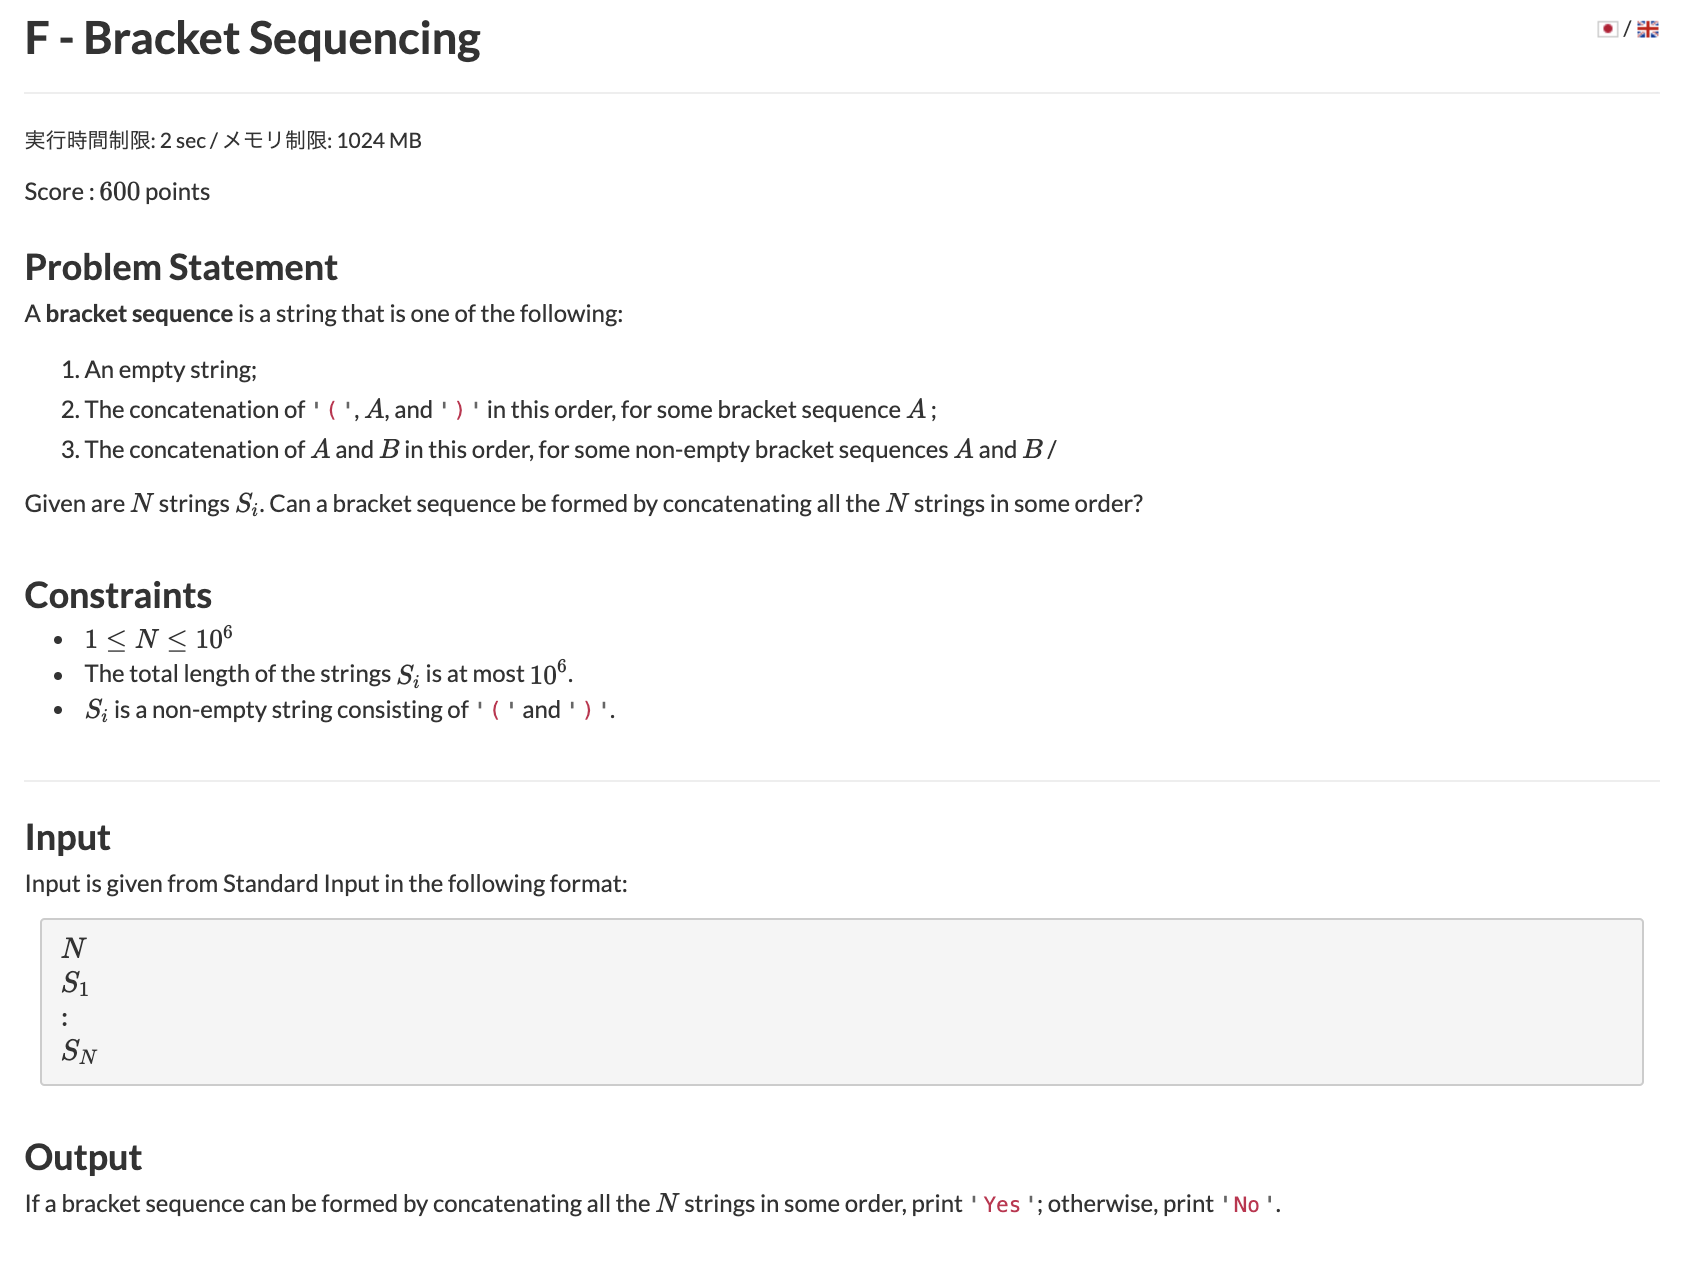 F - Bracket Sequencing
/
実行時間制限: 2 sec / メモリ制限: 1024 MB
Score : 600 points
Problem Statement
A bracket sequence is a string that is one of the following:
1. An empty string;
2. The concatenation of '(', A, and ')' in this order, for some bracket sequence A ;
3. The concatenation of A and B in this order, for some non-empty bracket sequences A and B /
Given are N strings S_i. Can a bracket sequence be formed by concatenating all the N strings in some order?
Constraints
• 1 ≤ N ≤ 10^6
• The total length of the strings S_i is at most 10^6.
• S_i is a non-empty string consisting of '(' and ')'.
Input
Input is given from Standard Input in the following format:
N
S_1
:
S_N
Output
If a bracket sequence can be formed by concatenating all the N strings in some order, print 'Yes'; otherwise, print 'No'.